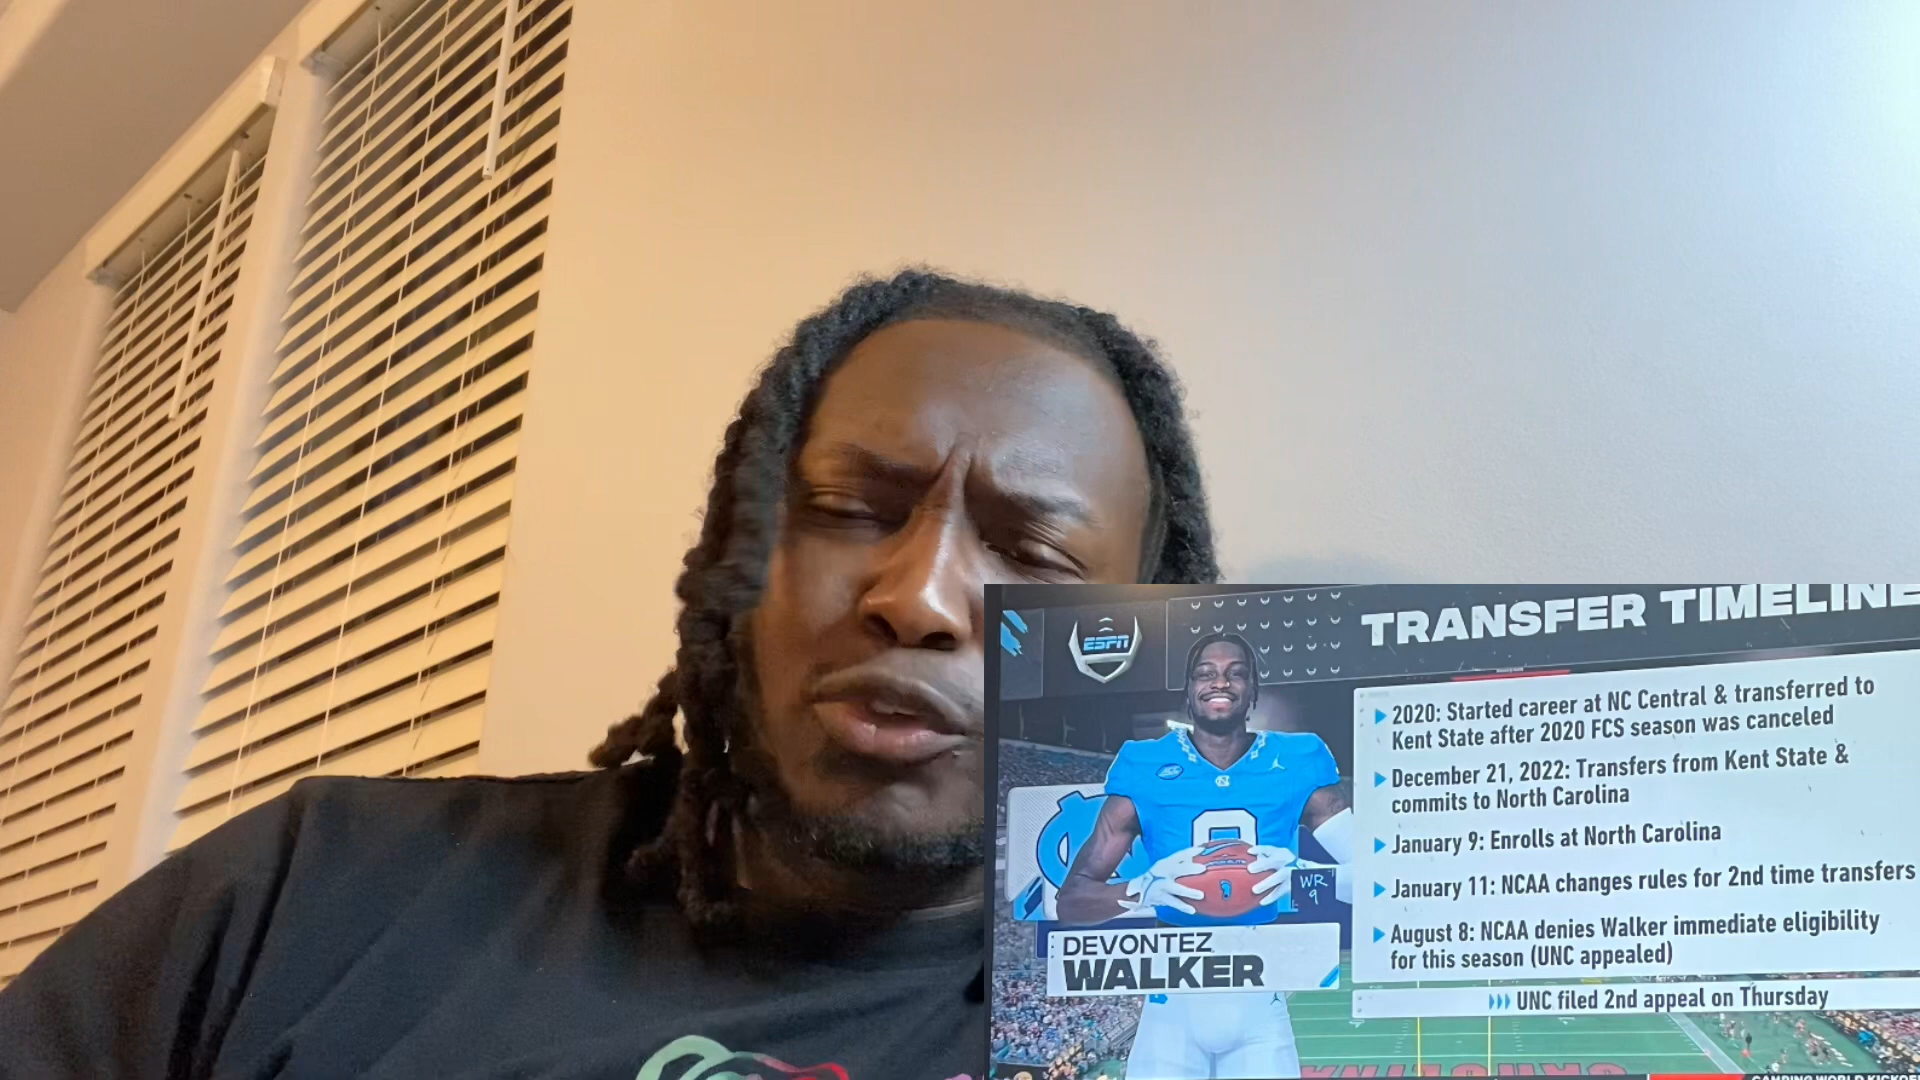 ESPN
TRANSFER TIMELINE
2020: Started career at NC Central & transferred to
Kent State after 2020 FCS season was canceled
December 21, 2022: Transfers from Kent State &
commits to North Carolina
January 9: Enrolls at North Carolina
January 11: NCAA changes rules for 2nd time transfers
August 8: NCAA denies Walker immediate eligibility
for this season (UNC appealed)
UNC filed 2nd appeal on Thursday
WR
9
DEVONTEZ
WALKER